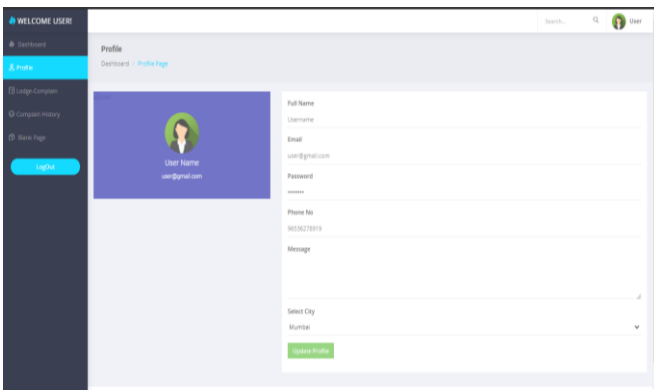 WELCOME USER!
Search...
User
Dashboard
Profile
Lodge Complain
Complain History
Blank Page
LogOut
Profile
Dashboard / Profile Page
User Name
user@gmail.com
Full Name
Username
Email
user@gmail.com
Password
•••••••
Phone No
96556278919
Message
Select City
Mumbai
Update Profile